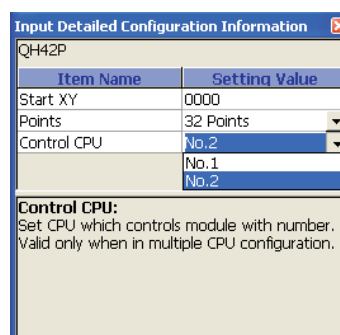 Input Detailed Configuration Information
QH42P
Item Name Setting Value
Start XY 0000
Points 32 Points
Control CPU No.2
No.1
No.2
Control CPU:
Set CPU which controls module with number.
Valid only when in multiple CPU configuration.